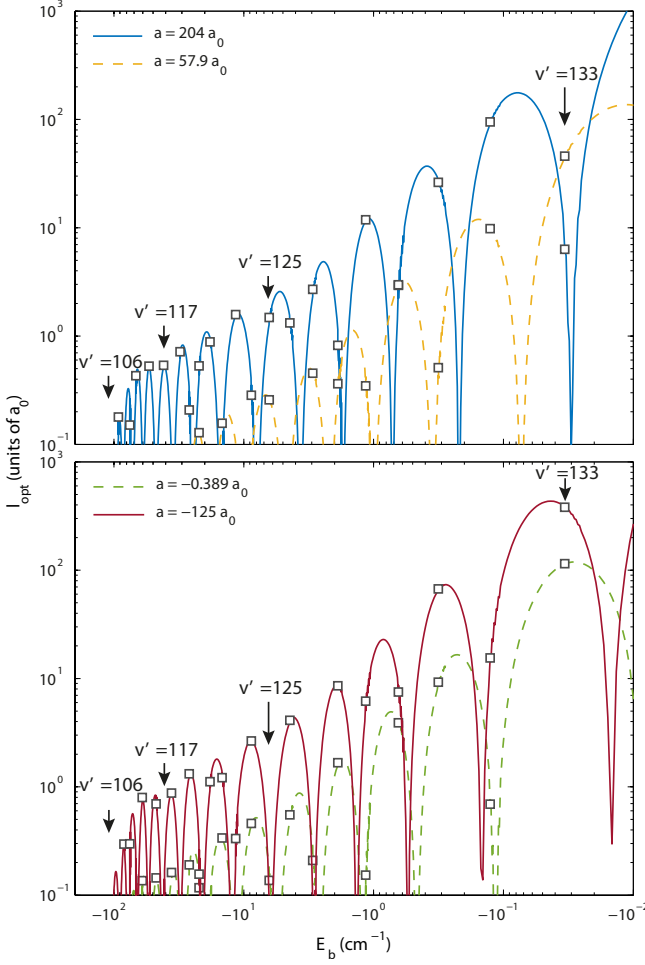 10³
a = 204 a₀
a = 57.9 a₀
v' =133
10²
10¹
v' =125
v' =117
10⁰
v' =106
10⁻¹
l_opt (units of a₀)
10³
a = −0.389 a₀
a = −125 a₀
v' =133
10²
10¹
v' =125
v' =117
10⁰
v' =106
10⁻¹
−10² −10¹ −10⁰ −10⁻¹ −10⁻²
E_b (cm⁻¹)